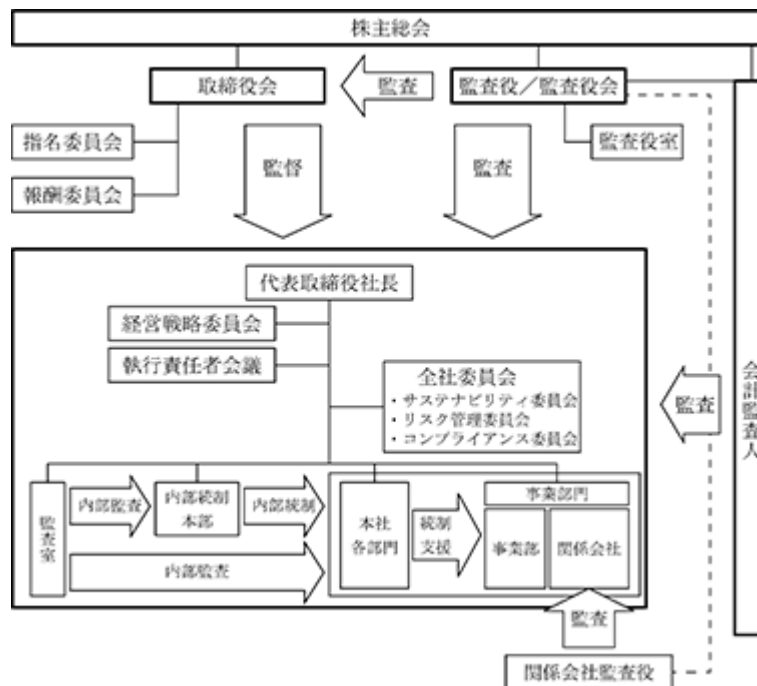 株主総会
取締役会
監査
監査役／監査役会
指名委員会
監査役室
報酬委員会
監督
監査
代表取締役社長
経営戦略委員会
執行責任者会議
全社委員会
・サステナビリティ委員会
・リスク管理委員会
・コンプライアンス委員会
監査
会計監査人
監査室
内部監査
内部統制
本部
内部統制
内部監査
本社
各部門
統制
支援
事業部門
事業部
関係会社
監査
関係会社監査役